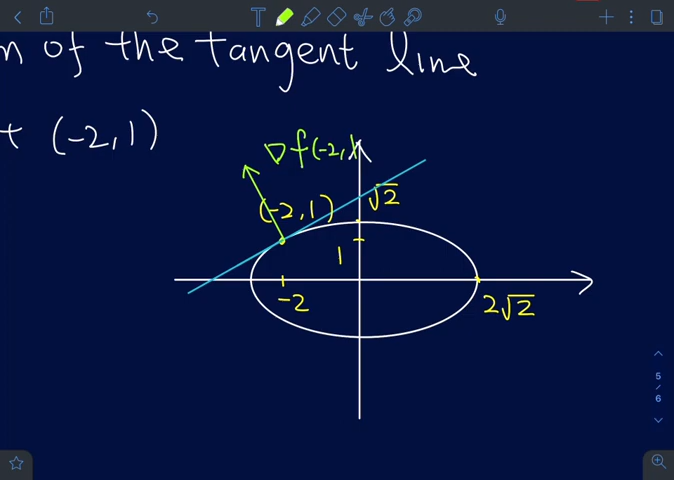 n of the tangent line
t (-2,1)
∇f(-2,1
(-2,1)
√2
1
-2
2√2
5
/
6